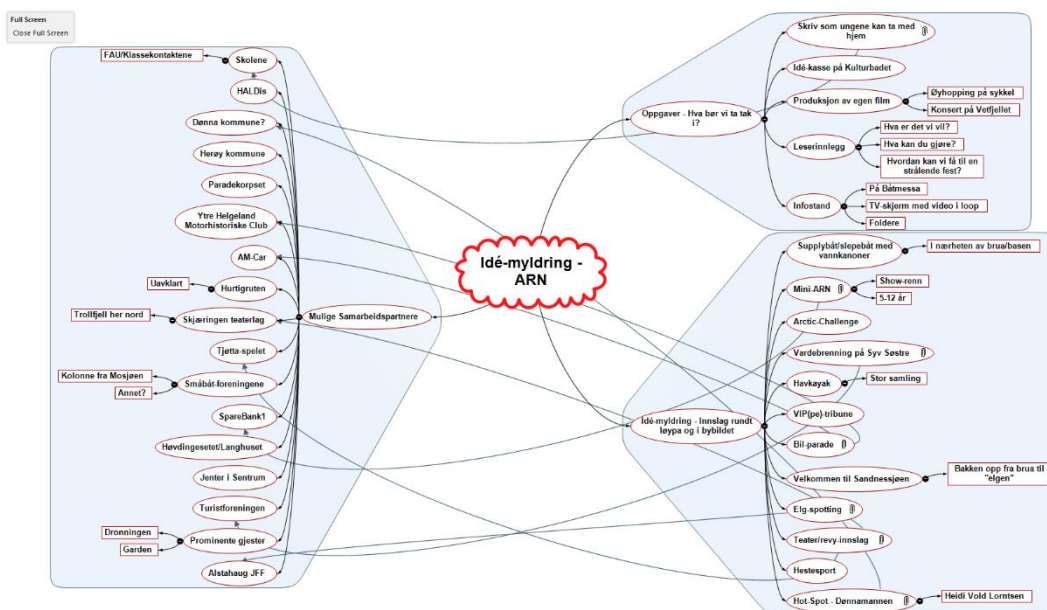 Full Screen
Close Full Screen
Idé-myldring -
ARN
Mulige Samarbeidspartnere
Skolene
FAU/Klassekontaktene
HALDis
Dønna kommune?
Herøy kommune
Paradekorpset
Ytre Helgeland
Motorhistoriske Club
AM-Car
Hurtigruten
Uavklart
Skjæringen teaterlag
Trollfjell her nord
Tjøtta-spelet
Småbåt-foreningene
Kolonne fra Mosjøen
Annet?
SpareBank1
Høvdingesetet/Langhuset
Jenter i Sentrum
Turistforeningen
Prominente gjester
Dronningen
Garden
Alstahaug JFF
Oppgaver - Hva bør vi ta tak
i?
Skriv som ungene kan ta med
hjem
Idé-kasse på Kulturbadet
Produksjon av egen film
Øyhopping på sykkel
Konsert på Vetfjellet
Leserinnlegg
Hva er det vi vil?
Hva kan du gjøre?
Hvordan kan vi få til en
strålende fest?
Infostand
På Båtmessa
TV-skjerm med video i loop
Foldere
Idé-myldring - Innslag rundt
løypa og i bybildet
Supplybåt/slepebåt med
vannkanoner
I nærheten av brua/basen
Mini-ARN
Show-renn
5-12 år
Arctic-Challenge
Vardebrenning på Syv Søstre
Havkayak
Stor samling
VIP(pe)-tribune
Bil-parade
Velkommen til Sandnessjøen
Bakken opp fra brua til
"elgen"
Elg-spotting
Teater/revy-innslag
Hestesport
Hot-Spot - Dønnamannen
Heidi Vold Lorntsen